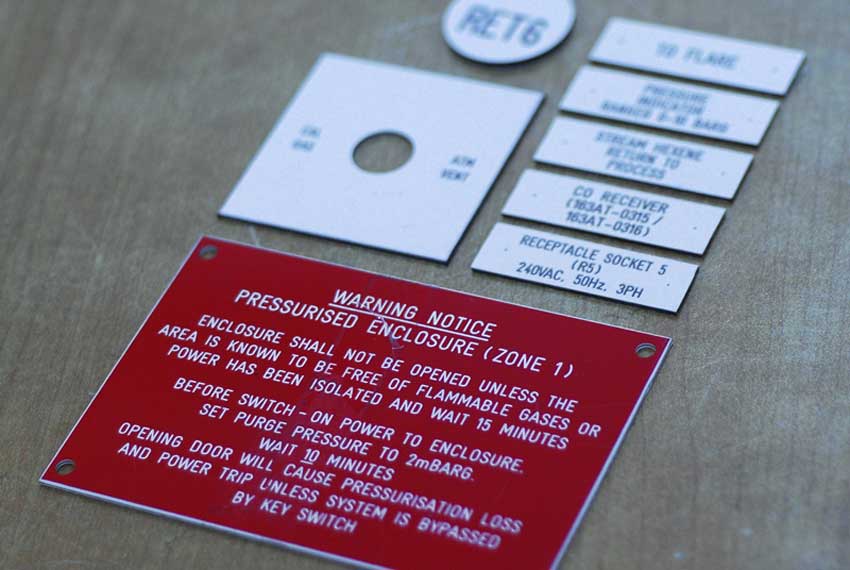 RET6
TO FLARE
PRESSURE
INDICATOR
RANGES 0-16 BARG
STREAM HEXENE
RETURN TO
PROCESS
CO RECEIVER
(163AT-0315 /
163AT-0316)
RECEPTACLE SOCKET 5
(R5)
240VAC, 50Hz, 3PH
CAL
GAS
ATM
VENT
WARNING NOTICE
PRESSURISED ENCLOSURE (ZONE 1)
ENCLOSURE SHALL NOT BE OPENED UNLESS THE
AREA IS KNOWN TO BE FREE OF FLAMMABLE GASES OR
POWER HAS BEEN ISOLATED AND WAIT 15 MINUTES
BEFORE SWITCH-ON POWER TO ENCLOSURE.
SET PURGE PRESSURE TO 2mBARG.
WAIT 10 MINUTES
OPENING DOOR WILL CAUSE PRESSURISATION LOSS
AND POWER TRIP UNLESS SYSTEM IS BYPASSED
BY KEY SWITCH